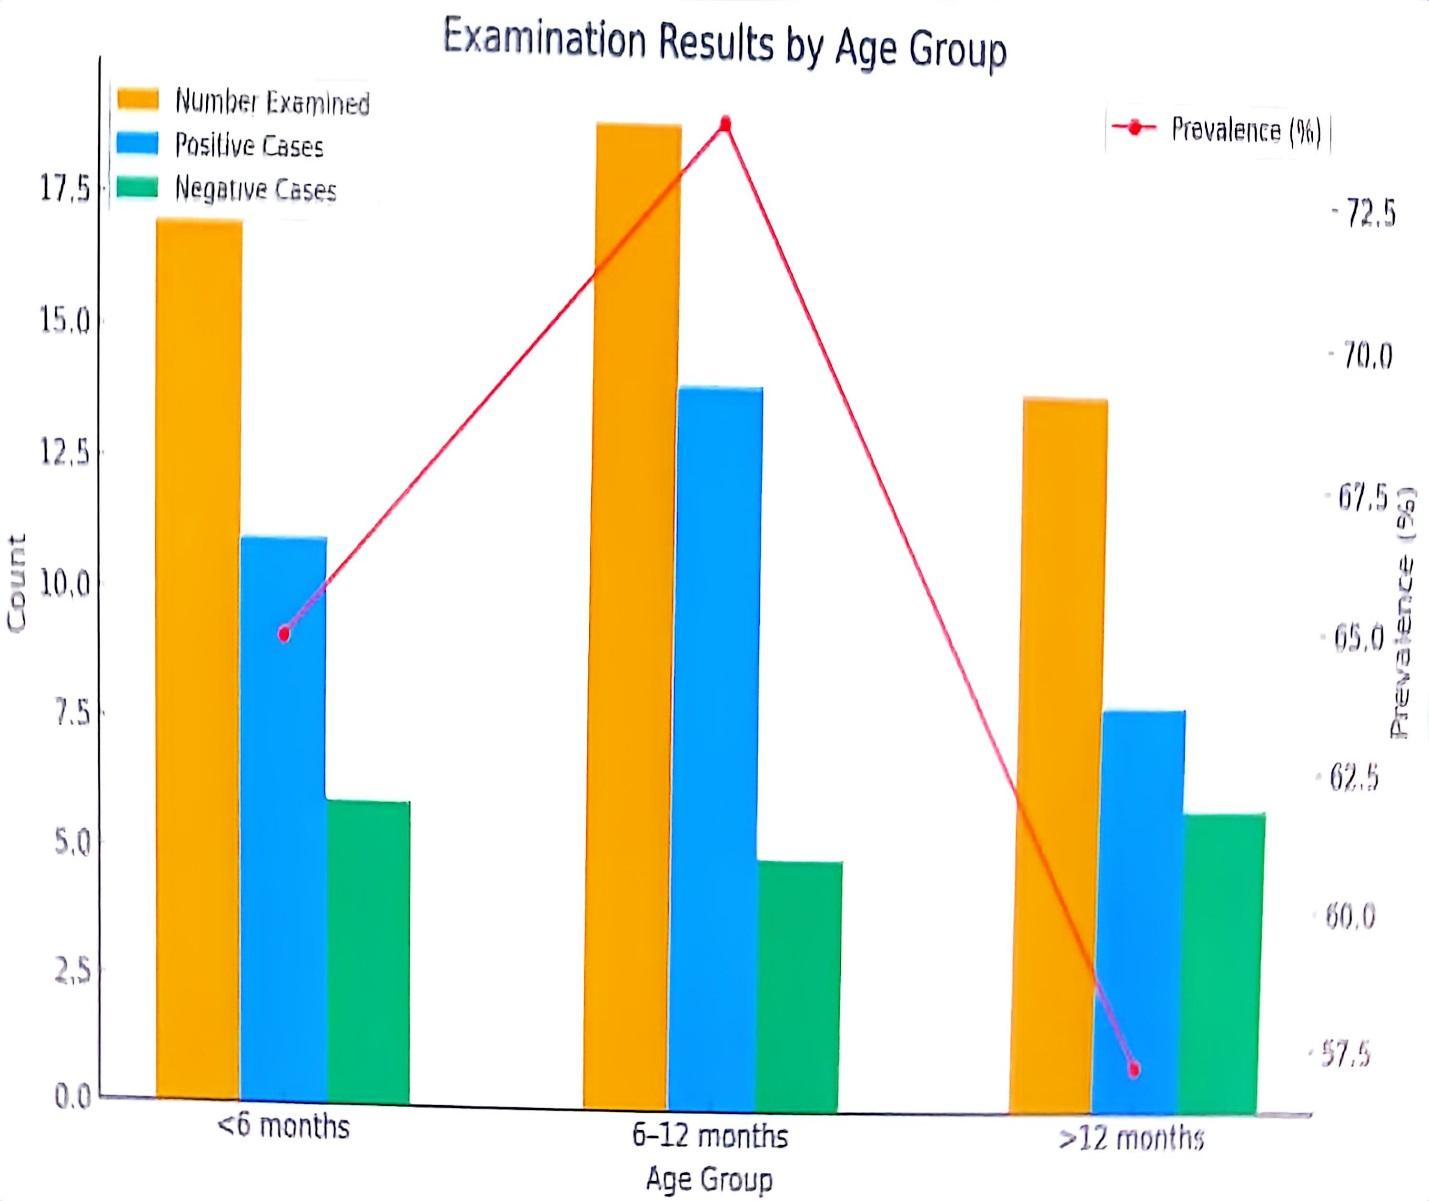 Examination Results by Age Group
Number Examined
Positive Cases
Negative Cases
Prevalence (%)
17.5
15.0
12.5
10.0
7.5
5.0
2.5
0.0
Count
72.5
70.0
67.5
65.0
62.5
60.0
57.5
Prevalence (%)
<6 months
6–12 months
>12 months
Age Group